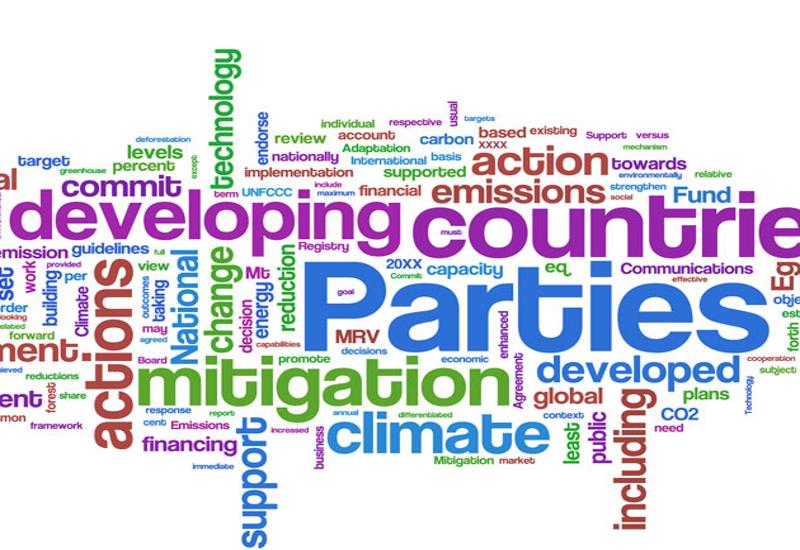 technology
usual
targets
individual
respective
endorse
deforestation
review
account
carbon
based
existing
xxxx
Support
versus
levels
Adaptation
mechanism
target
nationally
International
basis
action
towards
greenhouse
percent
except
implementation
supported
environmentally
relative
al
commit
term
UNFCCC
include
maximum
financial
emissions
strengthen
social
Fund
developing
countrie
must
emission
guidelines
full
Registry
provided
set
work
building
per
view
National
change
Mt
reduction
20XX
Commit
capacity
eq
Communications
effective
Eg
Climate
outcomes
taking
energy
decision
goal
Parties
obje
order
looking
elated
forward
may
agreed
est
forth
ment
actions
capabilities
MRV
decisions
enhanced
Board
promote
economic
developed
cooperation
subject
ieved
reductions
mitigation
Agreement
ent
forest
share
global
plans
Technology
mon
framework
response
report
annual
differentiated
context
CO2
need
cent
Emissions
support
increased
business
climate
least
public
including
financing
immediate
Mitigation
market